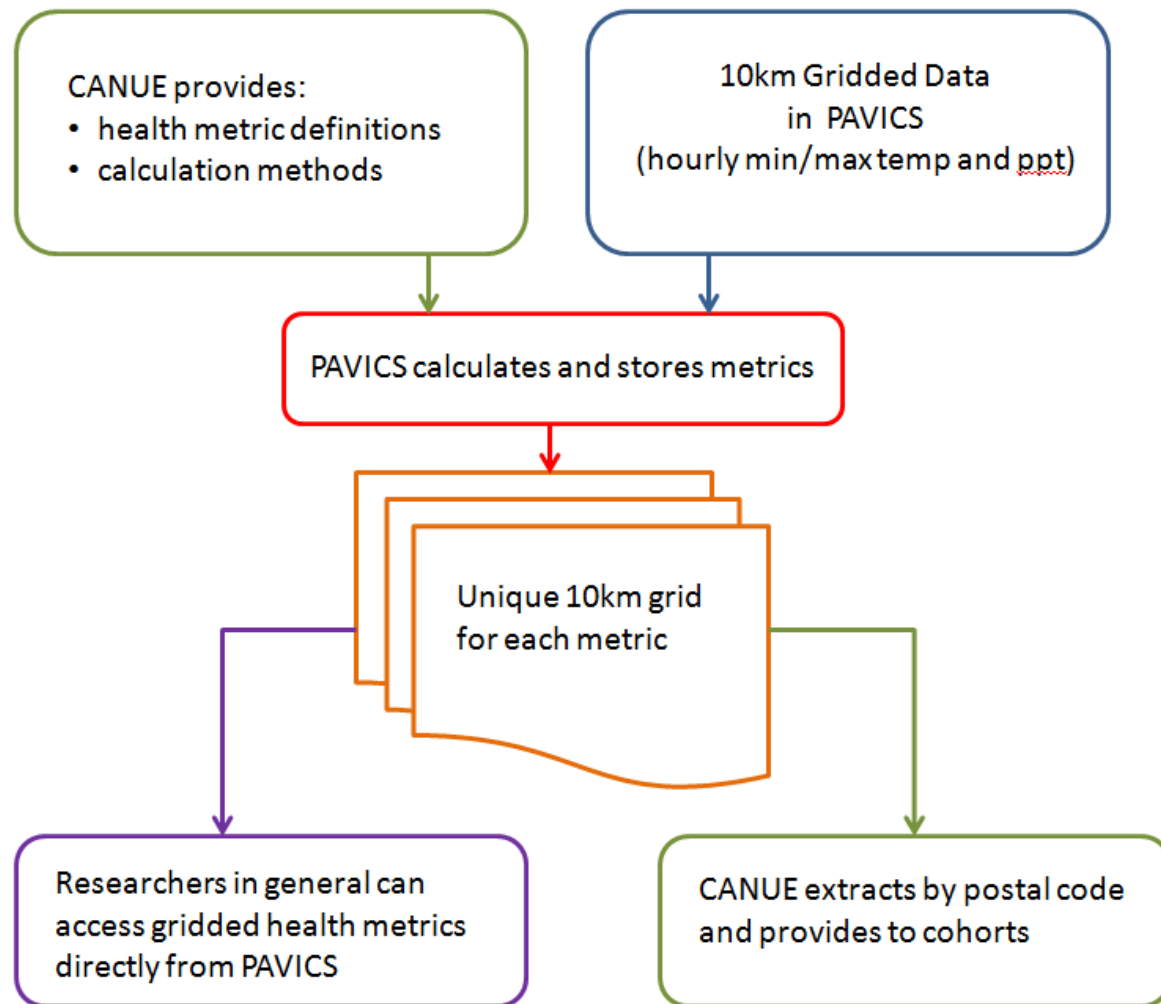 CANUE provides:
• health metric definitions
• calculation methods
10km Gridded Data
in PAVICS
(hourly min/max temp and ppt)
PAVICS calculates and stores metrics
Unique 10km grid
for each metric
Researchers in general can
access gridded health metrics
directly from PAVICS
CANUE extracts by postal code
and provides to cohorts